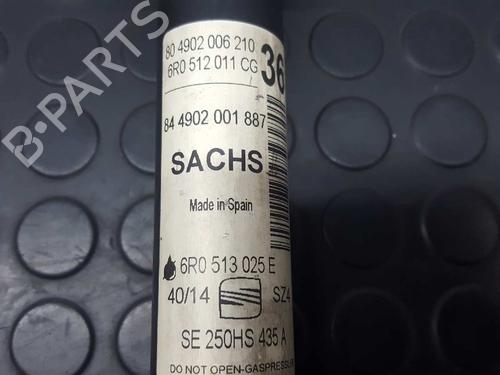 80 4902 006 210
6R0 512 011 CG
36
84 4902 001 887
SACHS
Made in Spain
6R0 513 025 E
40/14
SZ4
SE 250HS 435 A
DO NOT OPEN-GASPRESSUR
B-PARTS